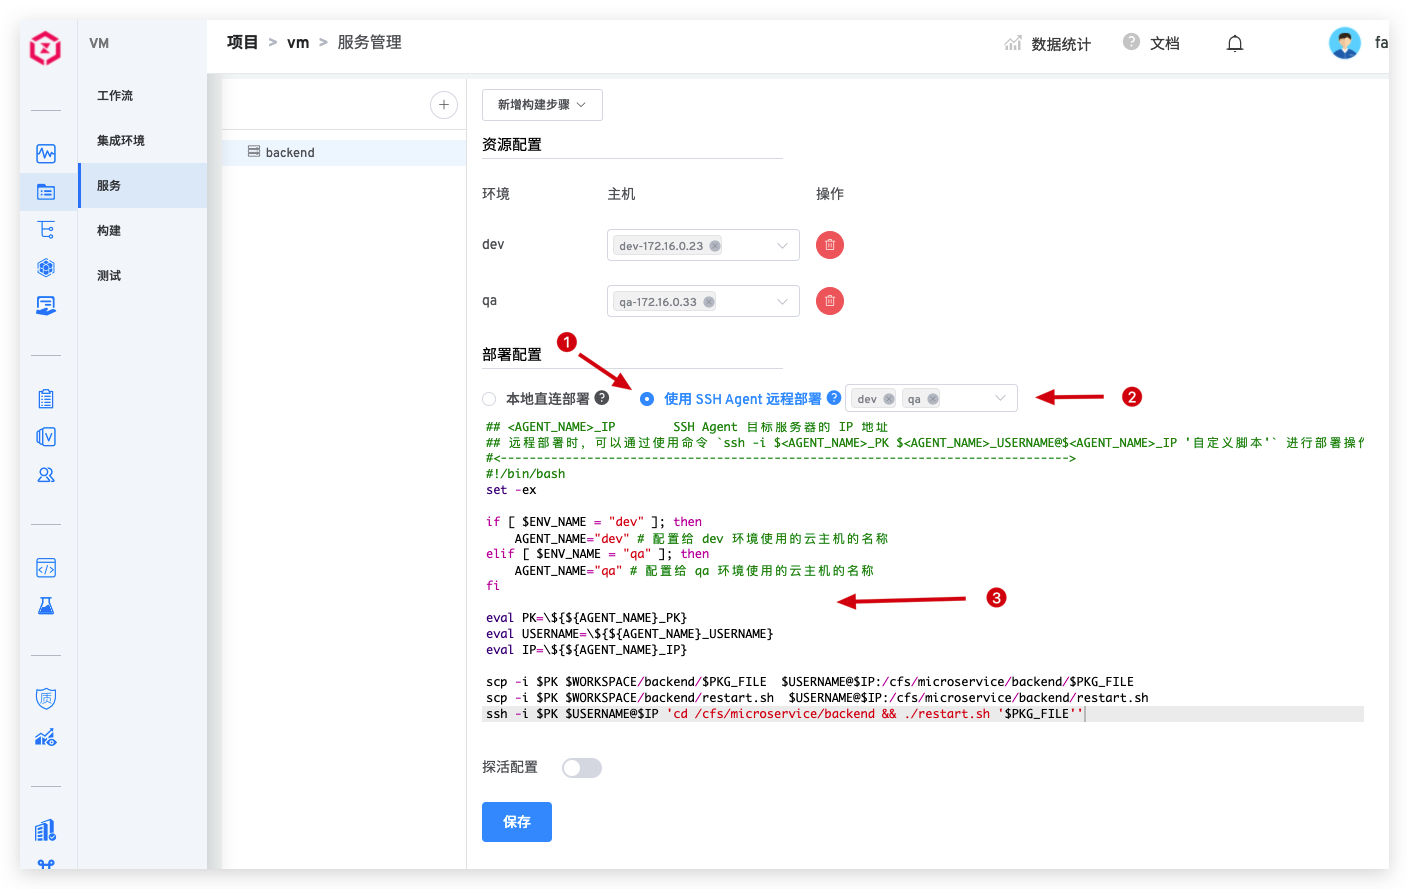 VM
项目 > vm > 服务管理
数据统计
文档
fa
工作流
集成环境
服务
构建
测试
backend
新增构建步骤
资源配置
环境 主机 操作
dev dev-172.16.0.23
qa qa-172.16.0.33
部署配置
1
本地直连部署 使用 SSH Agent 远程部署 dev qa
2
## <AGENT_NAME>_IP        SSH Agent 目标服务器的 IP 地址
## 远程部署时，可以通过使用命令 `ssh -i $<AGENT_NAME>_PK $<AGENT_NAME>_USERNAME@$<AGENT_NAME>_IP '自定义脚本'` 进行部署操作
#<------------------------------------------------------------------------------->
#!/bin/bash
set -ex
if [ $ENV_NAME = "dev" ]; then
    AGENT_NAME="dev" # 配置给 dev 环境使用的云主机的名称
elif [ $ENV_NAME = "qa" ]; then
    AGENT_NAME="qa" # 配置给 qa 环境使用的云主机的名称
fi
3
eval PK=\${${AGENT_NAME}_PK}
eval USERNAME=\${${AGENT_NAME}_USERNAME}
eval IP=\${${AGENT_NAME}_IP}
scp -i $PK $WORKSPACE/backend/$PKG_FILE  $USERNAME@$IP:/cfs/microservice/backend/$PKG_FILE
scp -i $PK $WORKSPACE/backend/restart.sh  $USERNAME@$IP:/cfs/microservice/backend/restart.sh
ssh -i $PK $USERNAME@$IP 'cd /cfs/microservice/backend && ./restart.sh '$PKG_FILE''
探活配置
保存